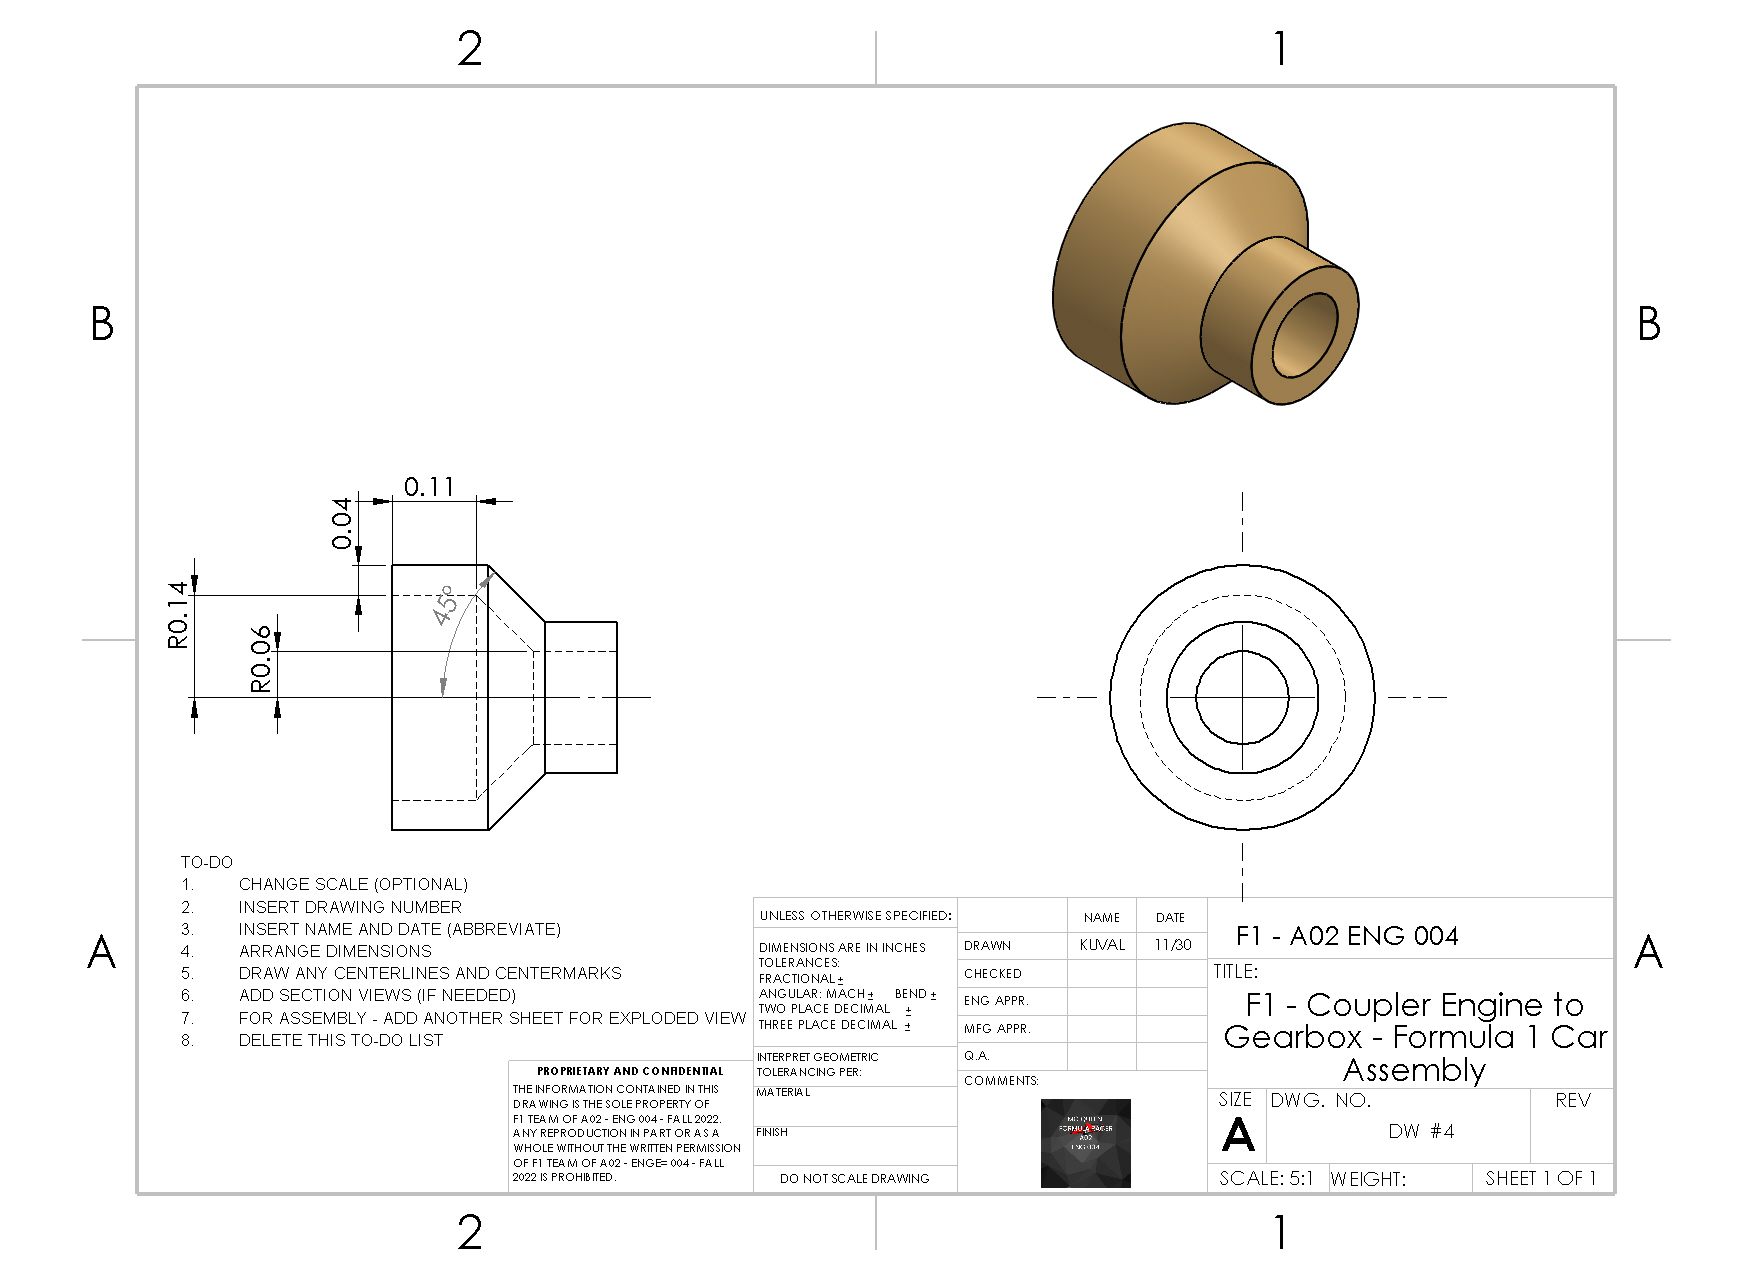 2
1
B
B
0.11
0.04
45°
R0.14
R0.06
TO-DO
1. CHANGE SCALE (OPTIONAL)
2. INSERT DRAWING NUMBER
3. INSERT NAME AND DATE (ABBREVIATE)
4. ARRANGE DIMENSIONS
5. DRAW ANY CENTERLINES AND CENTERMARKS
6. ADD SECTION VIEWS (IF NEEDED)
7. FOR ASSEMBLY - ADD ANOTHER SHEET FOR EXPLODED VIEW
8. DELETE THIS TO-DO LIST
A
A
PROPRIETARY AND CONFIDENTIAL
THE INFORMATION CONTAINED IN THIS
DRAWING IS THE SOLE PROPERTY OF
F1 TEAM OF A02 - ENG 004 - FALL 2022.
ANY REPRODUCTION IN PART OR AS A
WHOLE WITHOUT THE WRITTEN PERMISSION
OF F1 TEAM OF A02 - ENGE= 004 - FALL
2022 IS PROHIBITED.
UNLESS OTHERWISE SPECIFIED:
DIMENSIONS ARE IN INCHES
TOLERANCES:
FRACTIONAL ±
ANGULAR: MACH ± BEND ±
TWO PLACE DECIMAL ±
THREE PLACE DECIMAL ±
INTERPRET GEOMETRIC
TOLERANCING PER:
MATERIAL
FINISH
DO NOT SCALE DRAWING
NAME DATE
DRAWN KUVAL 11/30
CHECKED
ENG APPR.
MFG APPR.
Q.A.
COMMENTS:
FORMULA RACER
A02
ENG 004
F1 - A02 ENG 004
TITLE:
F1 - Coupler Engine to
Gearbox - Formula 1 Car
Assembly
SIZE DWG. NO. REV
A DW #4
SCALE: 5:1 WEIGHT: SHEET 1 OF 1
2
1